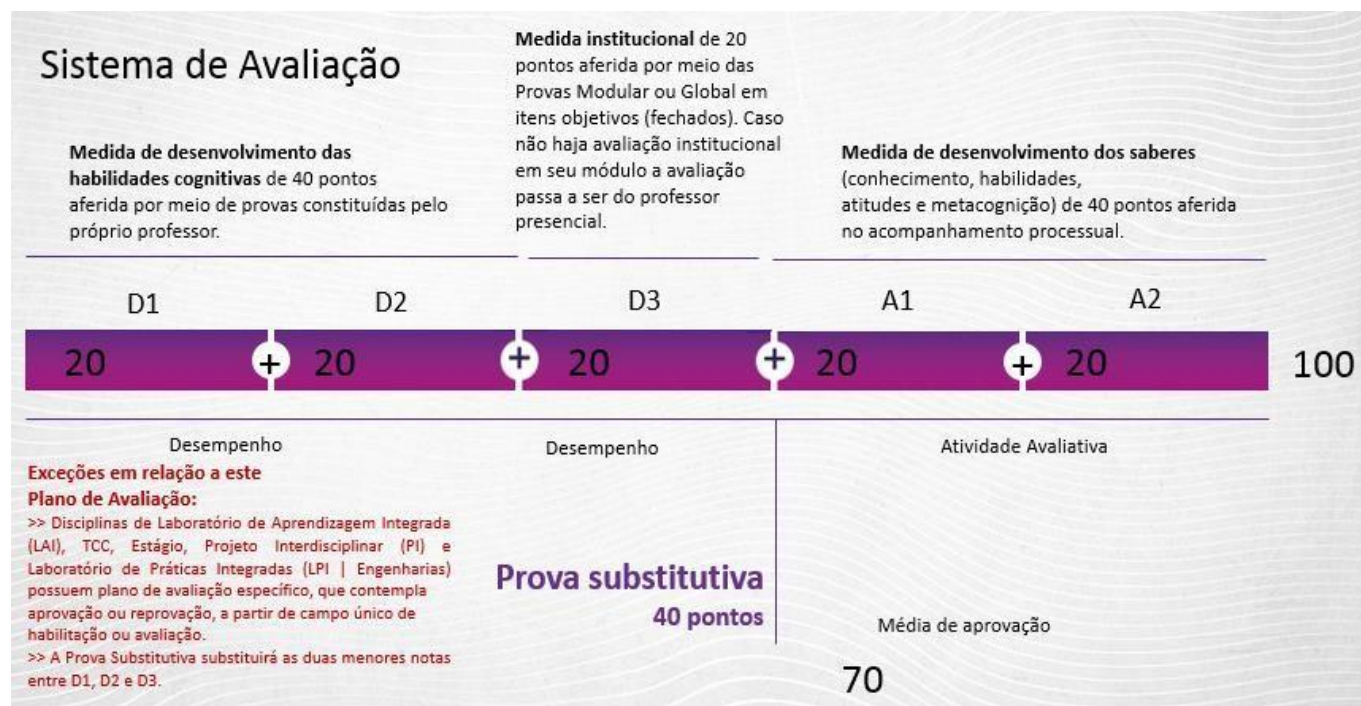 Sistema de Avaliação
Medida de desenvolvimento das
habilidades cognitivas de 40 pontos
aferida por meio de provas constituídas pelo
próprio professor.
Medida institucional de 20
pontos aferida por meio das
Provas Modular ou Global em
itens objetivos (fechados). Caso
não haja avaliação institucional
em seu módulo a avaliação
passa a ser do professor
presencial.
Medida de desenvolvimento dos saberes
(conhecimento, habilidades,
atitudes e metacognição) de 40 pontos aferida
no acompanhamento processual.
D1 D2 D3 A1 A2
20 + 20 + 20 + 20 + 20 100
Desempenho Desempenho Atividade Avaliativa
Exceções em relação a este
Plano de Avaliação:
>> Disciplinas de Laboratório de Aprendizagem Integrada
(LAI), TCC, Estágio, Projeto Interdisciplinar (PI) e
Laboratório de Práticas Integradas (LPI | Engenharias)
possuem plano de avaliação específico, que contempla
aprovação ou reprovação, a partir de campo único de
habilitação ou avaliação.
>> A Prova Substitutiva substituirá as duas menores notas
entre D1, D2 e D3.
Prova substitutiva
40 pontos
Média de aprovação
70